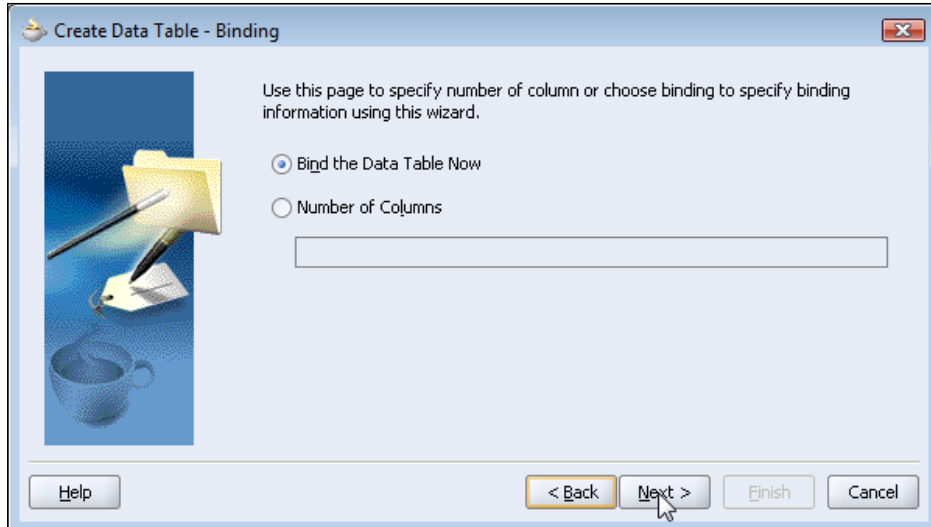 Create Data Table - Binding
Use this page to specify number of column or choose binding to specify binding
information using this wizard.
Bind the Data Table Now
Number of Columns
Help
< Back
Next >
Finish
Cancel